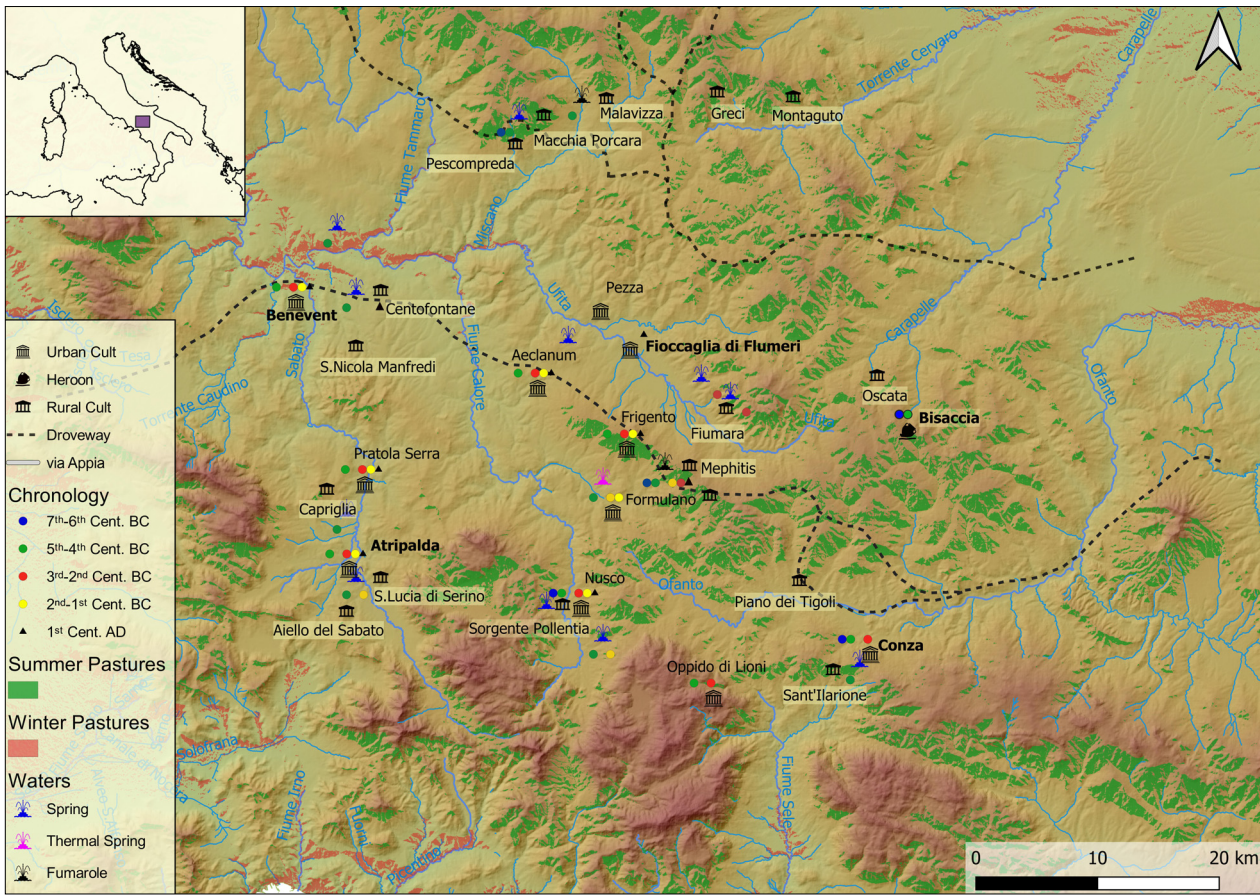 Malavizza
Greci
Montaguto
Macchia Porcara
Pescompreda
Torrente Cervaro
Carapelle
Fiume Tammaro
Miscano
Pezza
Ufita
Centofontane
Benevent
Fioccaglia di Flumeri
Carapelle
Isclero
Tesa
Aeclanum
S.Nicola Manfredi
Sabato
Fiume Calore
Oscata
Ofanto
Torrente Caudino
Frigento
Fiumara
Ufita
Bisaccia
Pratola Serra
Mephitis
Capriglia
Formulano
Atripalda
Nusco
Ofanto
Piano dei Tigoli
S.Lucia di Serino
Aiello del Sabato
Sorgente Pollentia
Conza
Oppido di Lioni
Sant'Ilarione
Solofrana
Fiume Irno
Fuorni
Picentino
Fiume Sele
Urban Cult
Heroon
Rural Cult
Droveway
via Appia
Chronology
7th-6th Cent. BC
5th-4th Cent. BC
3rd-2nd Cent. BC
2nd-1st Cent. BC
1st Cent. AD
Summer Pastures
Winter Pastures
Waters
Spring
Thermal Spring
Fumarole
0 10 20 km